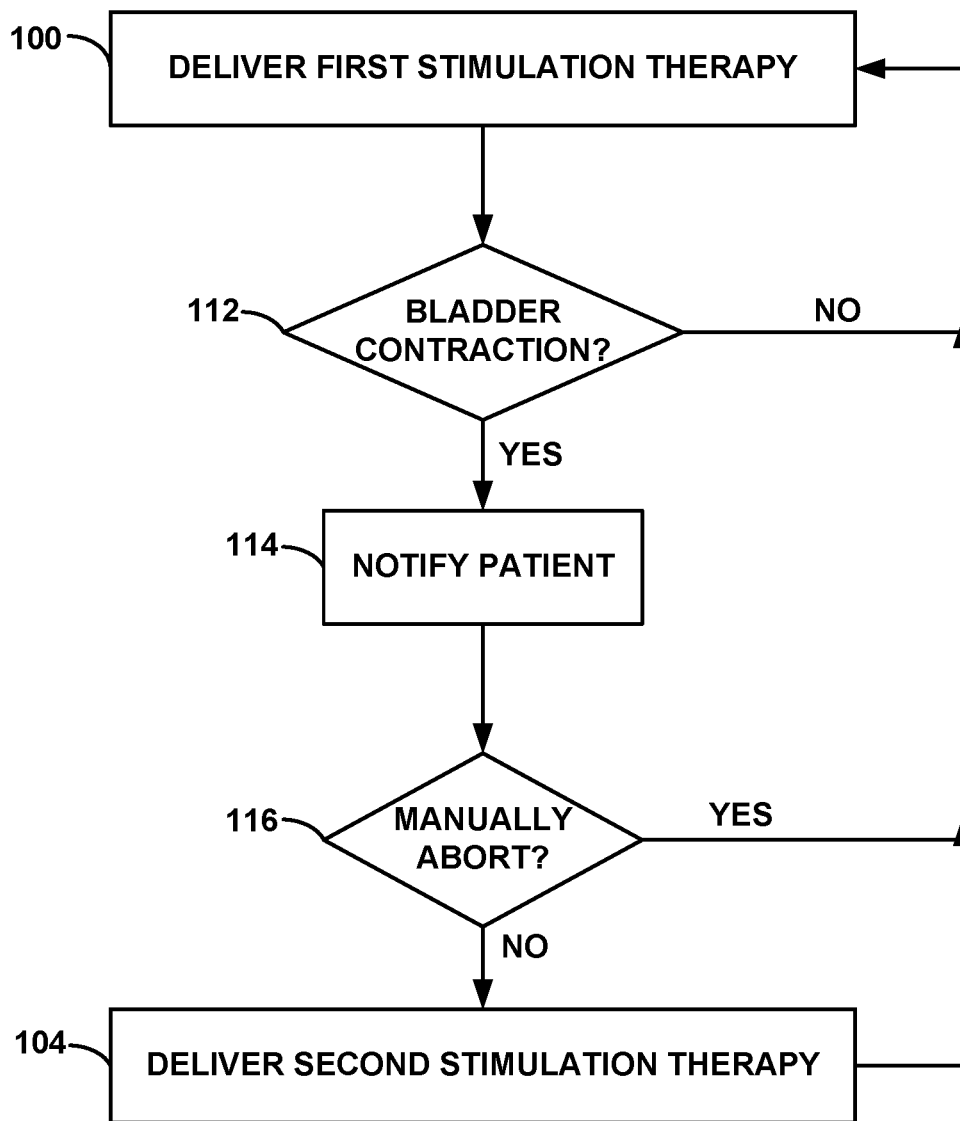 100
DELIVER FIRST STIMULATION THERAPY
112
BLADDER
CONTRACTION?
NO
YES
114
NOTIFY PATIENT
116
MANUALLY
ABORT?
YES
NO
104
DELIVER SECOND STIMULATION THERAPY